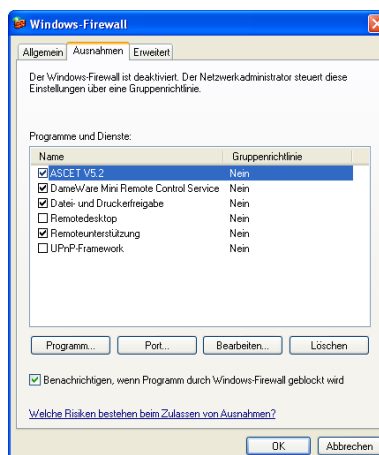 Windows-Firewall
Allgemein Ausnahmen Erweitert
Der Windows-Firewall ist deaktiviert. Der Netzwerkadministrator steuert diese
Einstellungen über eine Gruppenrichtlinie.
Programme und Dienste:
Name Gruppenrichtlinie
ASCET V5.2 Nein
DameWare Mini Remote Control Service Nein
Datei- und Druckerfreigabe Nein
Remotedesktop Nein
Remoteunterstützung Nein
UPnP-Framework Nein
Programm... Port... Bearbeiten... Löschen
Benachrichtigen, wenn Programm durch Windows-Firewall geblockt wird
Welche Risiken bestehen beim Zulassen von Ausnahmen?
OK Abbrechen